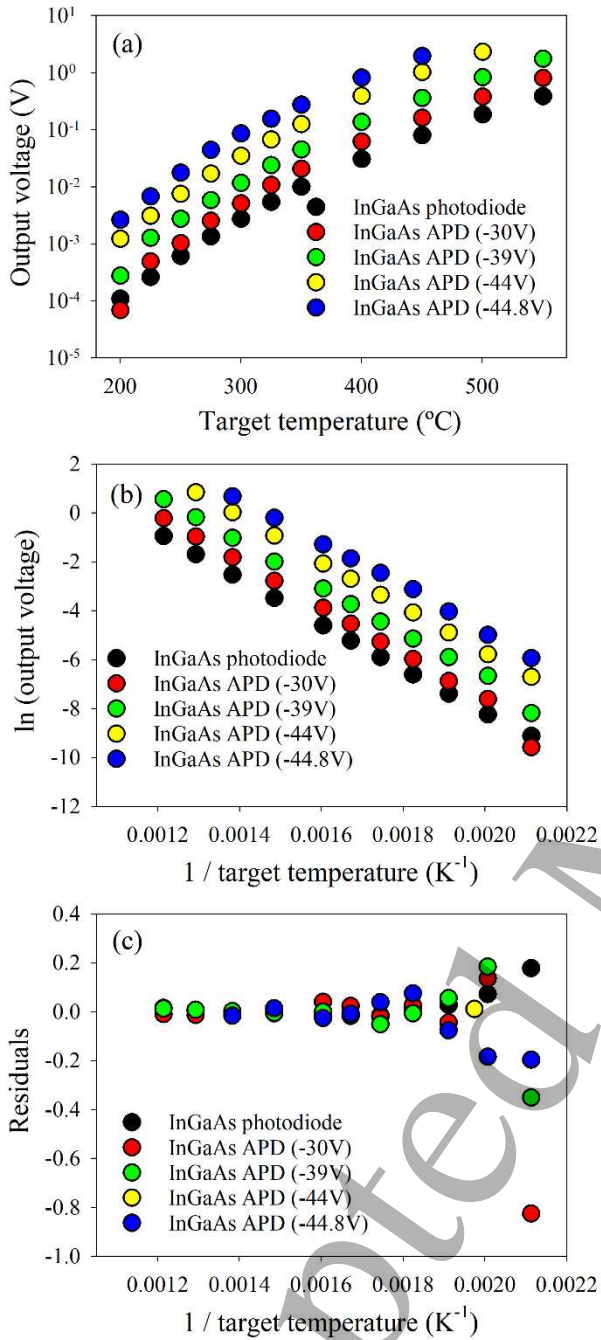 (a)
Output voltage (V)
10¹
10⁰
10⁻¹
10⁻²
10⁻³
10⁻⁴
10⁻⁵
InGaAs photodiode
InGaAs APD (-30V)
InGaAs APD (-39V)
InGaAs APD (-44V)
InGaAs APD (-44.8V)
200 300 400 500
Target temperature (ºC)
(b)
ln (output voltage)
2
0
-2
-4
-6
-8
-10
-12
InGaAs photodiode
InGaAs APD (-30V)
InGaAs APD (-39V)
InGaAs APD (-44V)
InGaAs APD (-44.8V)
0.0012 0.0014 0.0016 0.0018 0.0020 0.0022
1 / target temperature (K⁻¹)
(c)
Residuals
0.4
0.2
0.0
-0.2
-0.4
-0.6
-0.8
-1.0
InGaAs photodiode
InGaAs APD (-30V)
InGaAs APD (-39V)
InGaAs APD (-44V)
InGaAs APD (-44.8V)
0.0012 0.0014 0.0016 0.0018 0.0020 0.0022
1 / target temperature (K⁻¹)